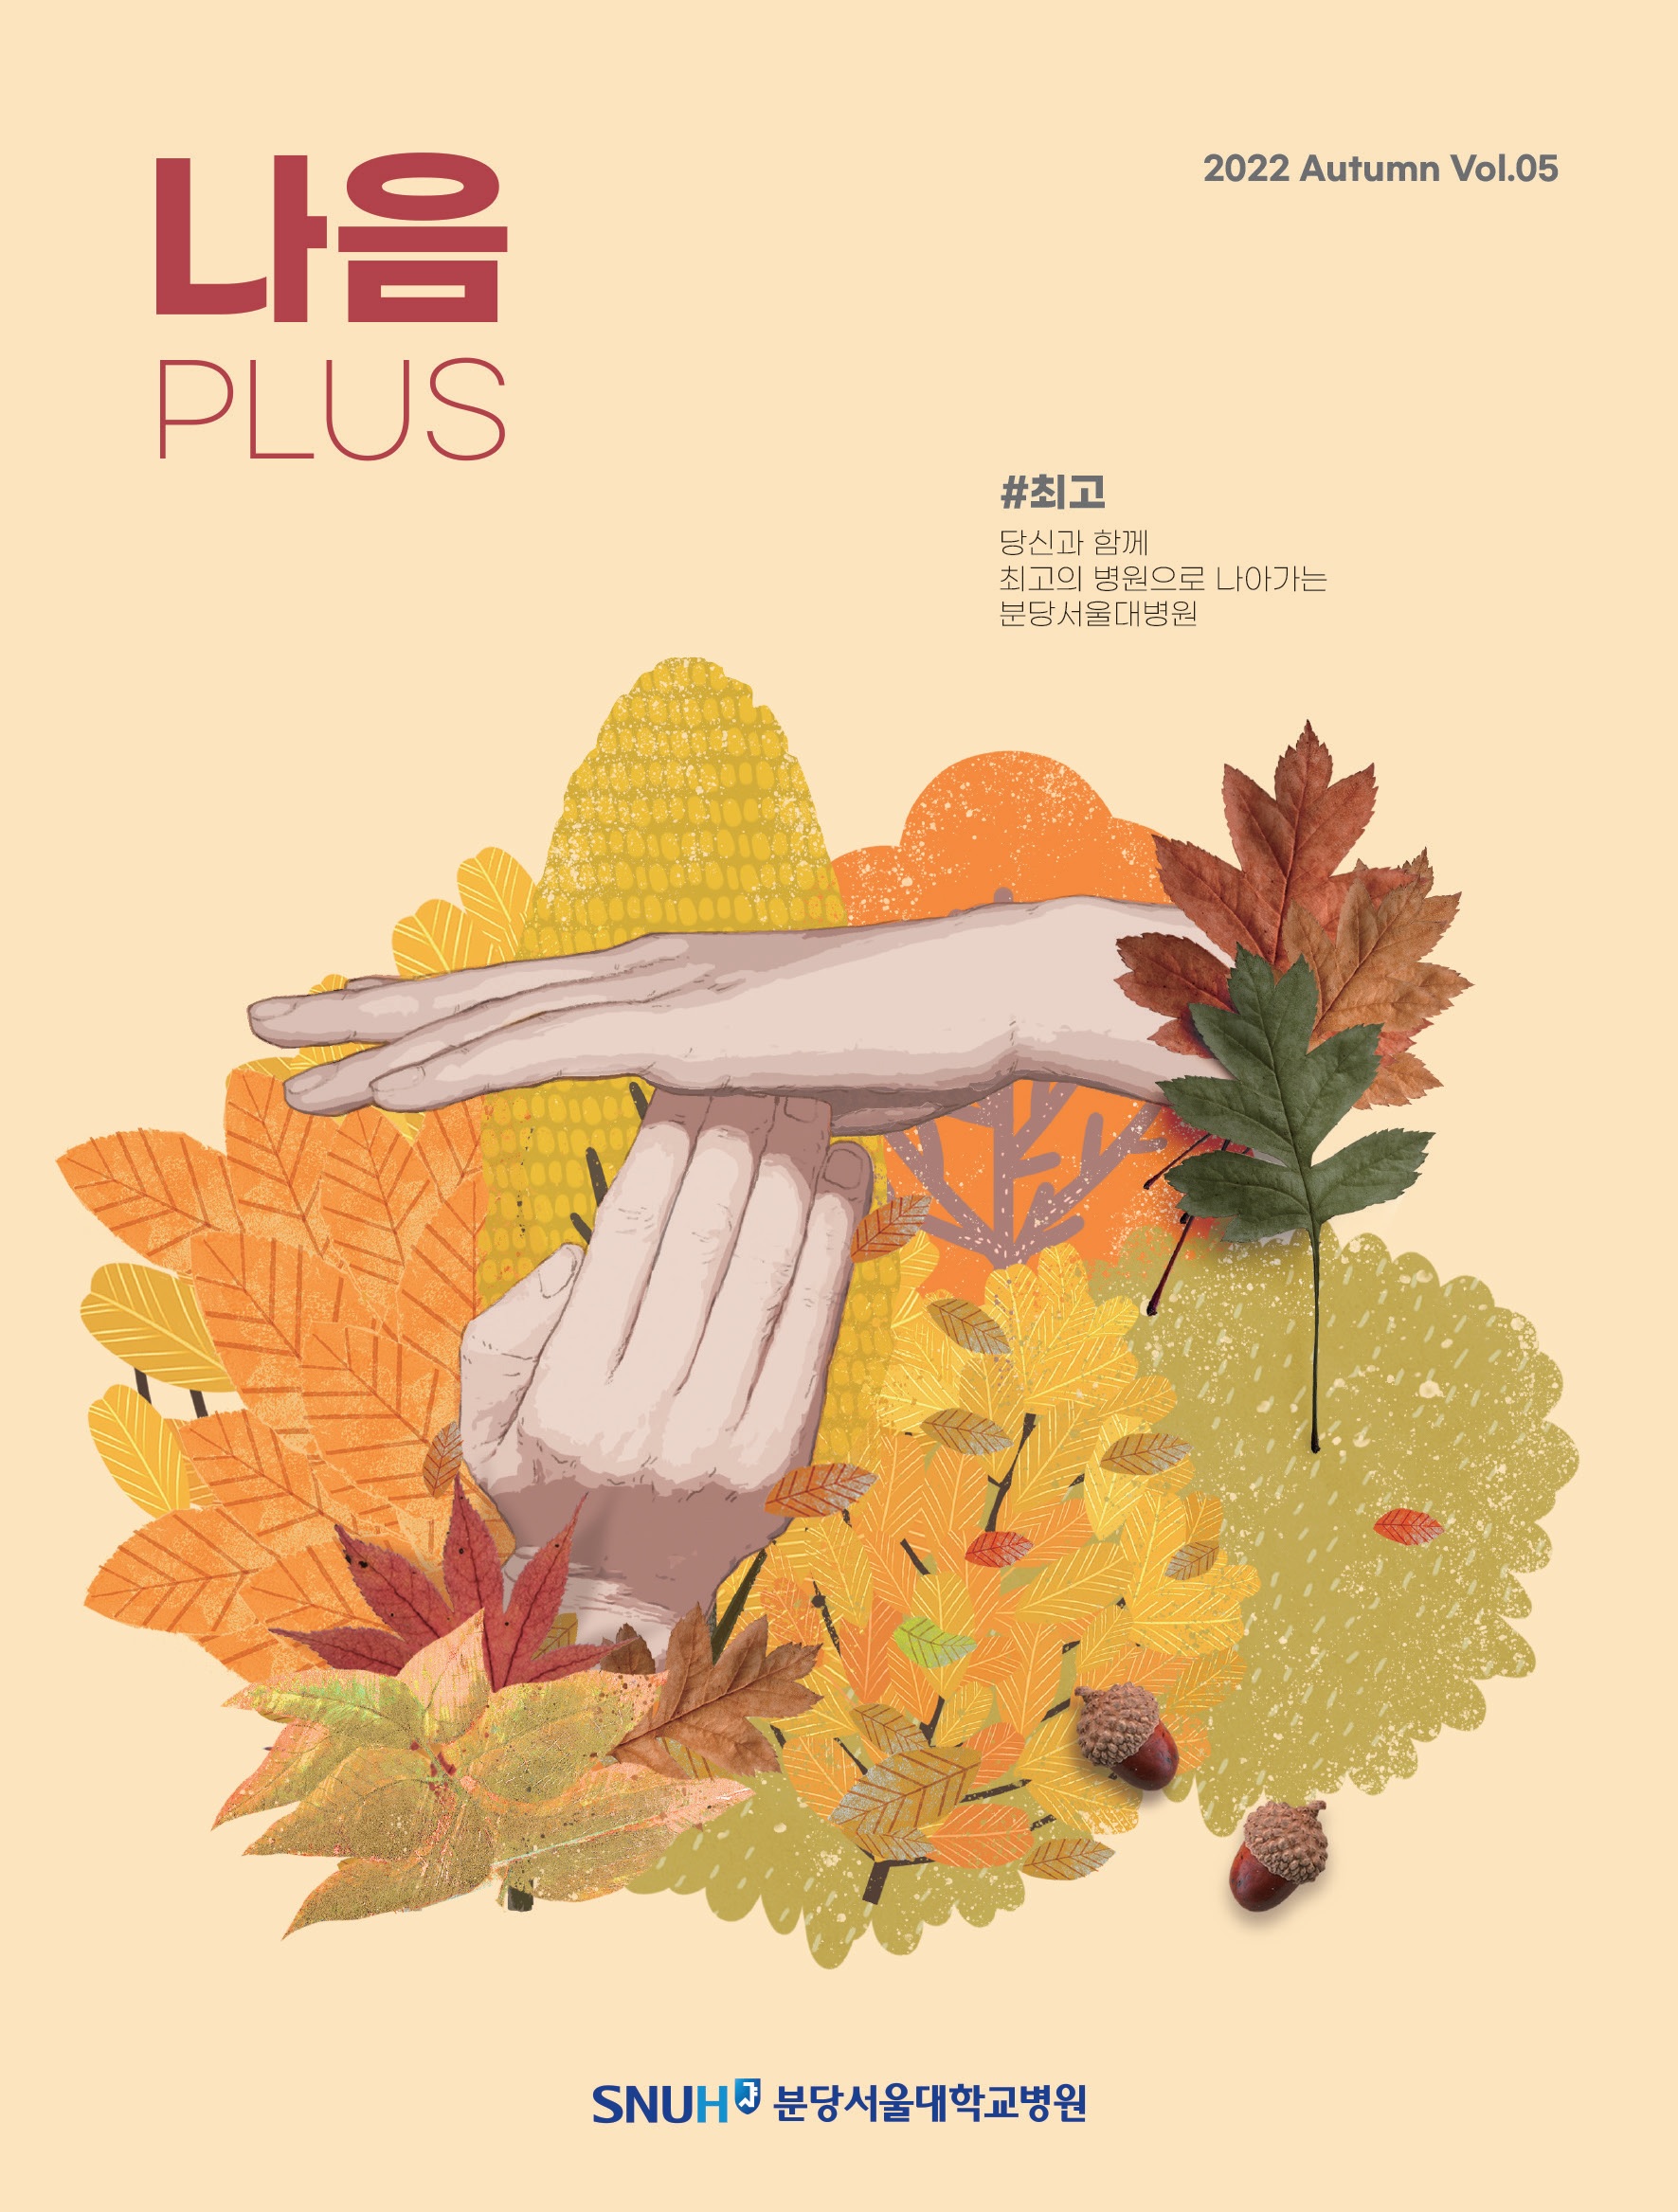 나음
PLUS
2022 Autumn Vol.05
#최고
당신과 함께
최고의 병원으로 나아가는
분당서울대병원
SNUH 분당서울대학교병원